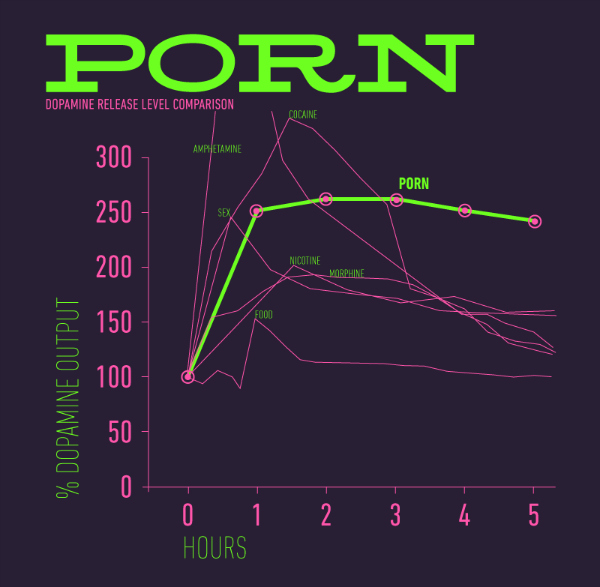 PORN
DOPAMINE RELEASE LEVEL COMPARISON
COCAINE
AMPHETAMINE
300
PORN
250
SEX
200
NICOTINE
MORPHINE
150
FOOD
100
50
0
% DOPAMINE OUTPUT
0 1 2 3 4 5
HOURS